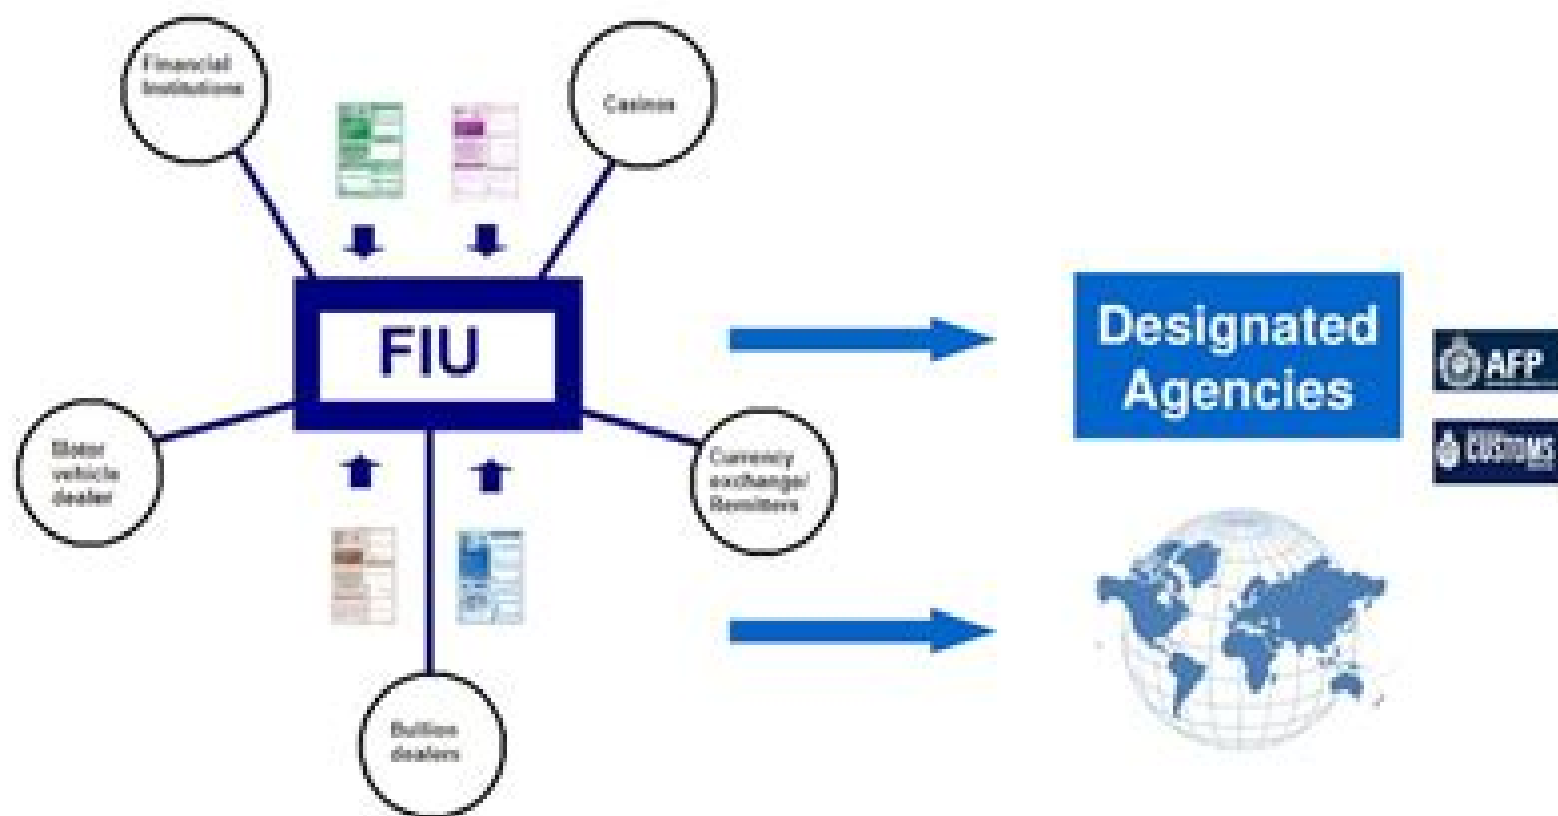 Financial
Institutions
Casinos
FIU
Designated
Agencies
AFP
CUSTOMS
Motor
vehicle
dealer
Currency
exchange/
Remitters
Bullion
dealers